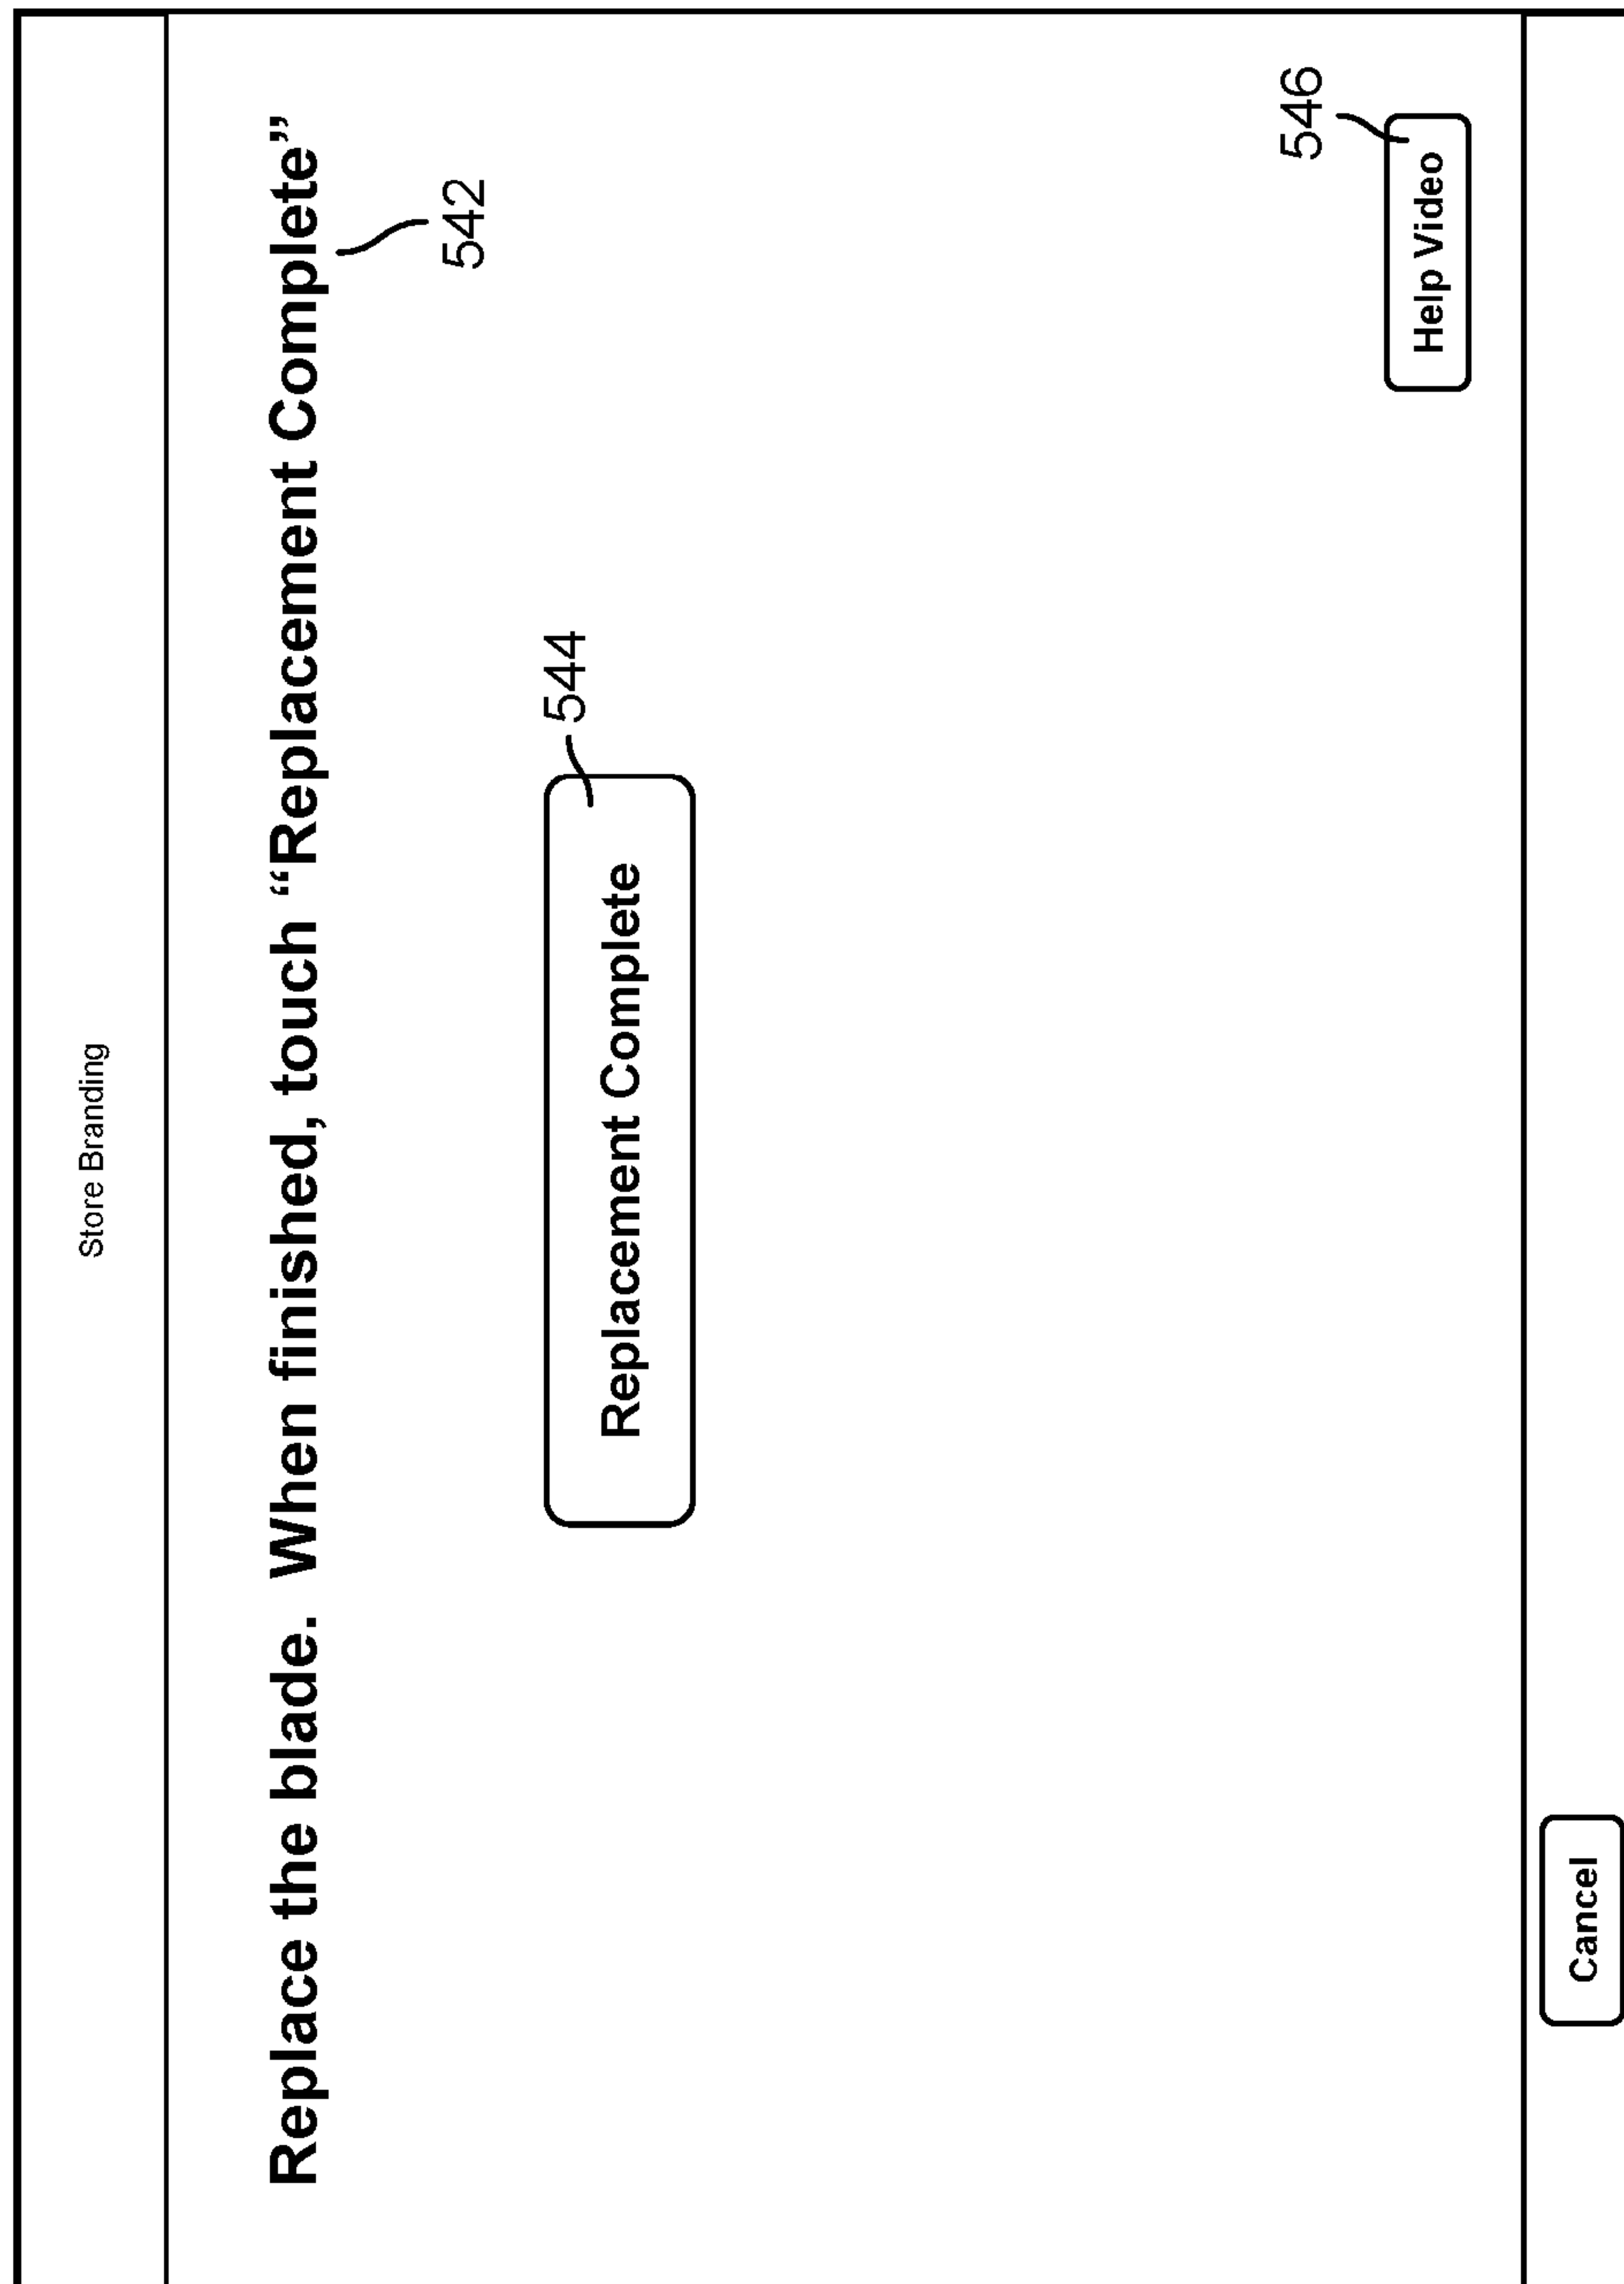 Store Branding
Replace the blade. When finished, touch “Replacement Complete”
542
544
Replacement Complete
546
Help Video
Cancel